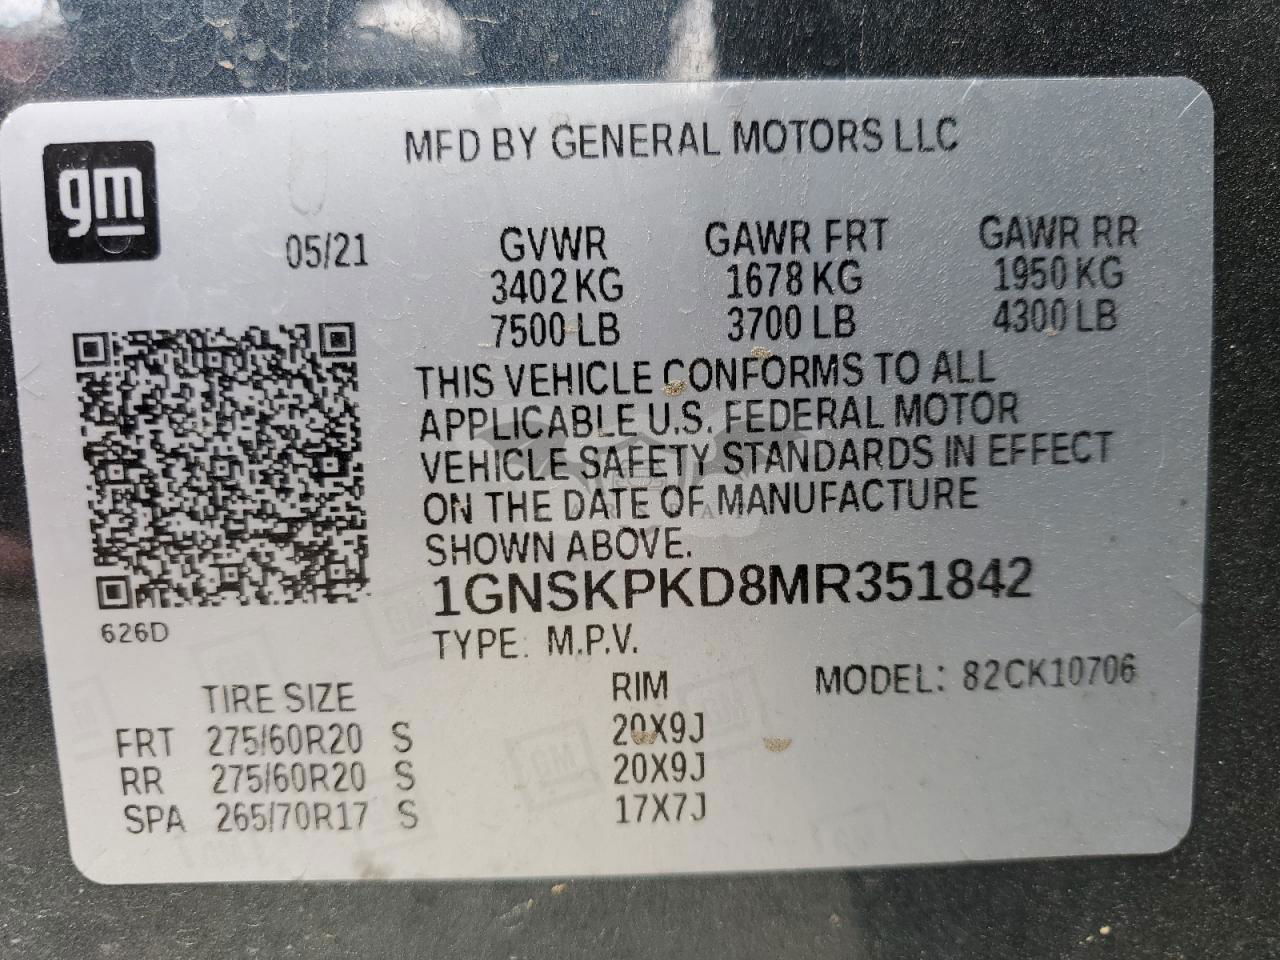 MFD BY GENERAL MOTORS LLC
gm
05/21 GVWR GAWR FRT GAWR RR
3402 KG 1678 KG 1950 KG
7500 LB 3700 LB 4300 LB
THIS VEHICLE CONFORMS TO ALL
APPLICABLE U.S. FEDERAL MOTOR
VEHICLE SAFETY STANDARDS IN EFFECT
ON THE DATE OF MANUFACTURE
SHOWN ABOVE.
1GNSKPKD8MR351842
626D
TYPE: M.P.V.
TIRE SIZE RIM MODEL: 82CK10706
FRT 275/60R20 S 20X9J
RR 275/60R20 S 20X9J
SPA 265/70R17 S 17X7J